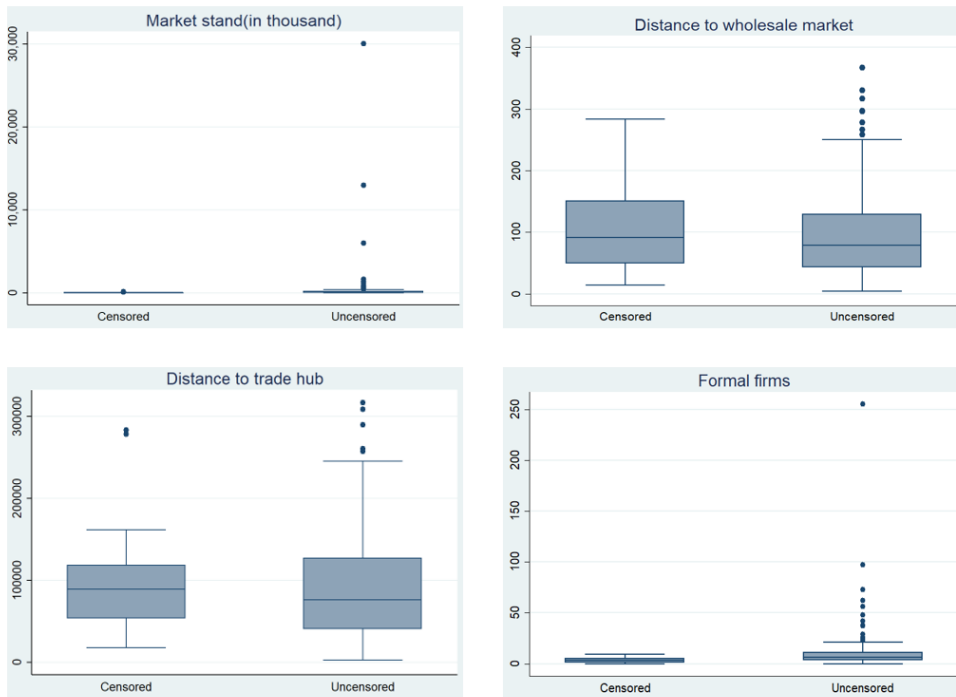 Market stand(in thousand)
30,000
20,000
10,000
0
Censored
Uncensored
Distance to wholesale market
400
300
200
100
0
Censored
Uncensored
Distance to trade hub
300000
200000
100000
0
Censored
Uncensored
Formal firms
250
200
150
100
50
0
Censored
Uncensored